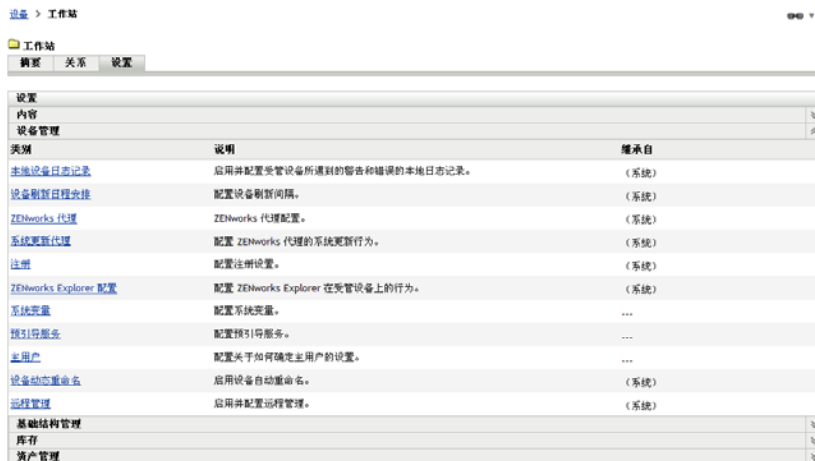 设备 > 工作站
工作站
摘要 关系 设置
设置
内容
设备管理
类别 说明 继承自
本地设备日志记录 启用并配置受管设备所遇到的警告和错误的本地日志记录。 (系统)
设备刷新日程安排 配置设备刷新间隔。 (系统)
ZENworks 代理 ZENworks 代理配置。 (系统)
系统更新代理 配置 ZENworks 代理的系统更新行为。 (系统)
注册 配置注册设置。 (系统)
ZENworks Explorer 配置 配置 ZENworks Explorer 在受管设备上的行为。 (系统)
系统变量 配置系统变量。 ---
预引导服务 配置预引导服务。 ---
主用户 配置关于如何确定主用户的设置。 ---
设备动态重命名 启用设备自动重命名。 (系统)
远程管理 启用并配置远程管理。 (系统)
基础结构管理
库存
资产管理